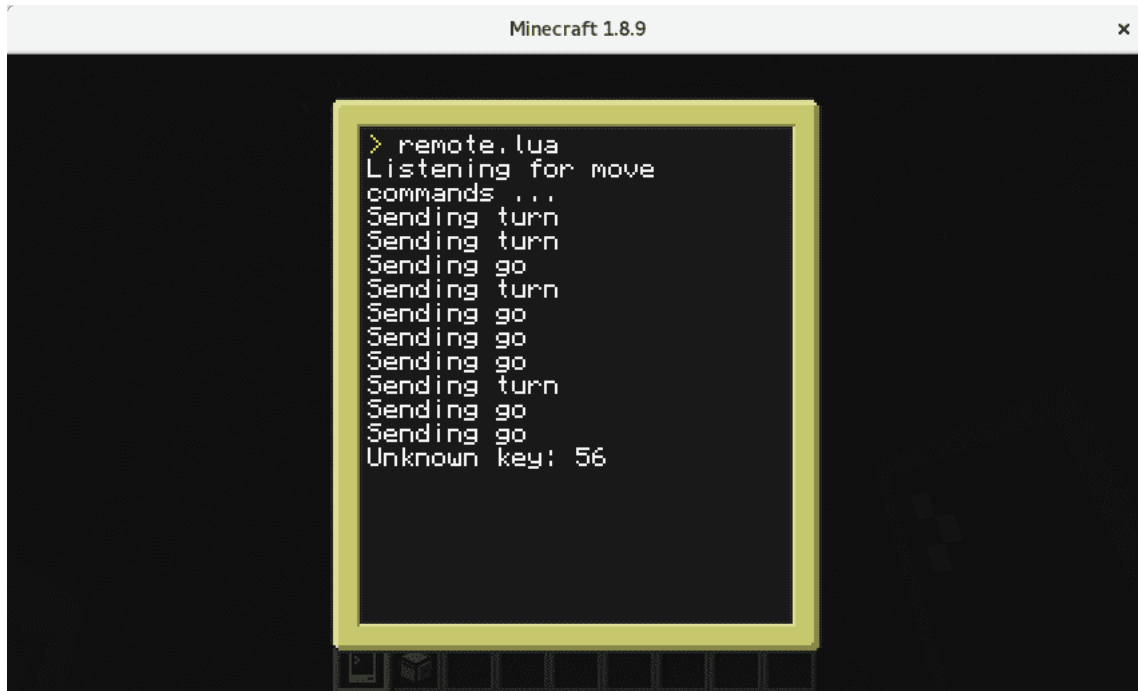 Minecraft 1.8.9 ×
> remote.lua
Listening for move
commands ...
Sending turn
Sending turn
Sending go
Sending turn
Sending go
Sending go
Sending go
Sending turn
Sending go
Sending go
Unknown key: 56